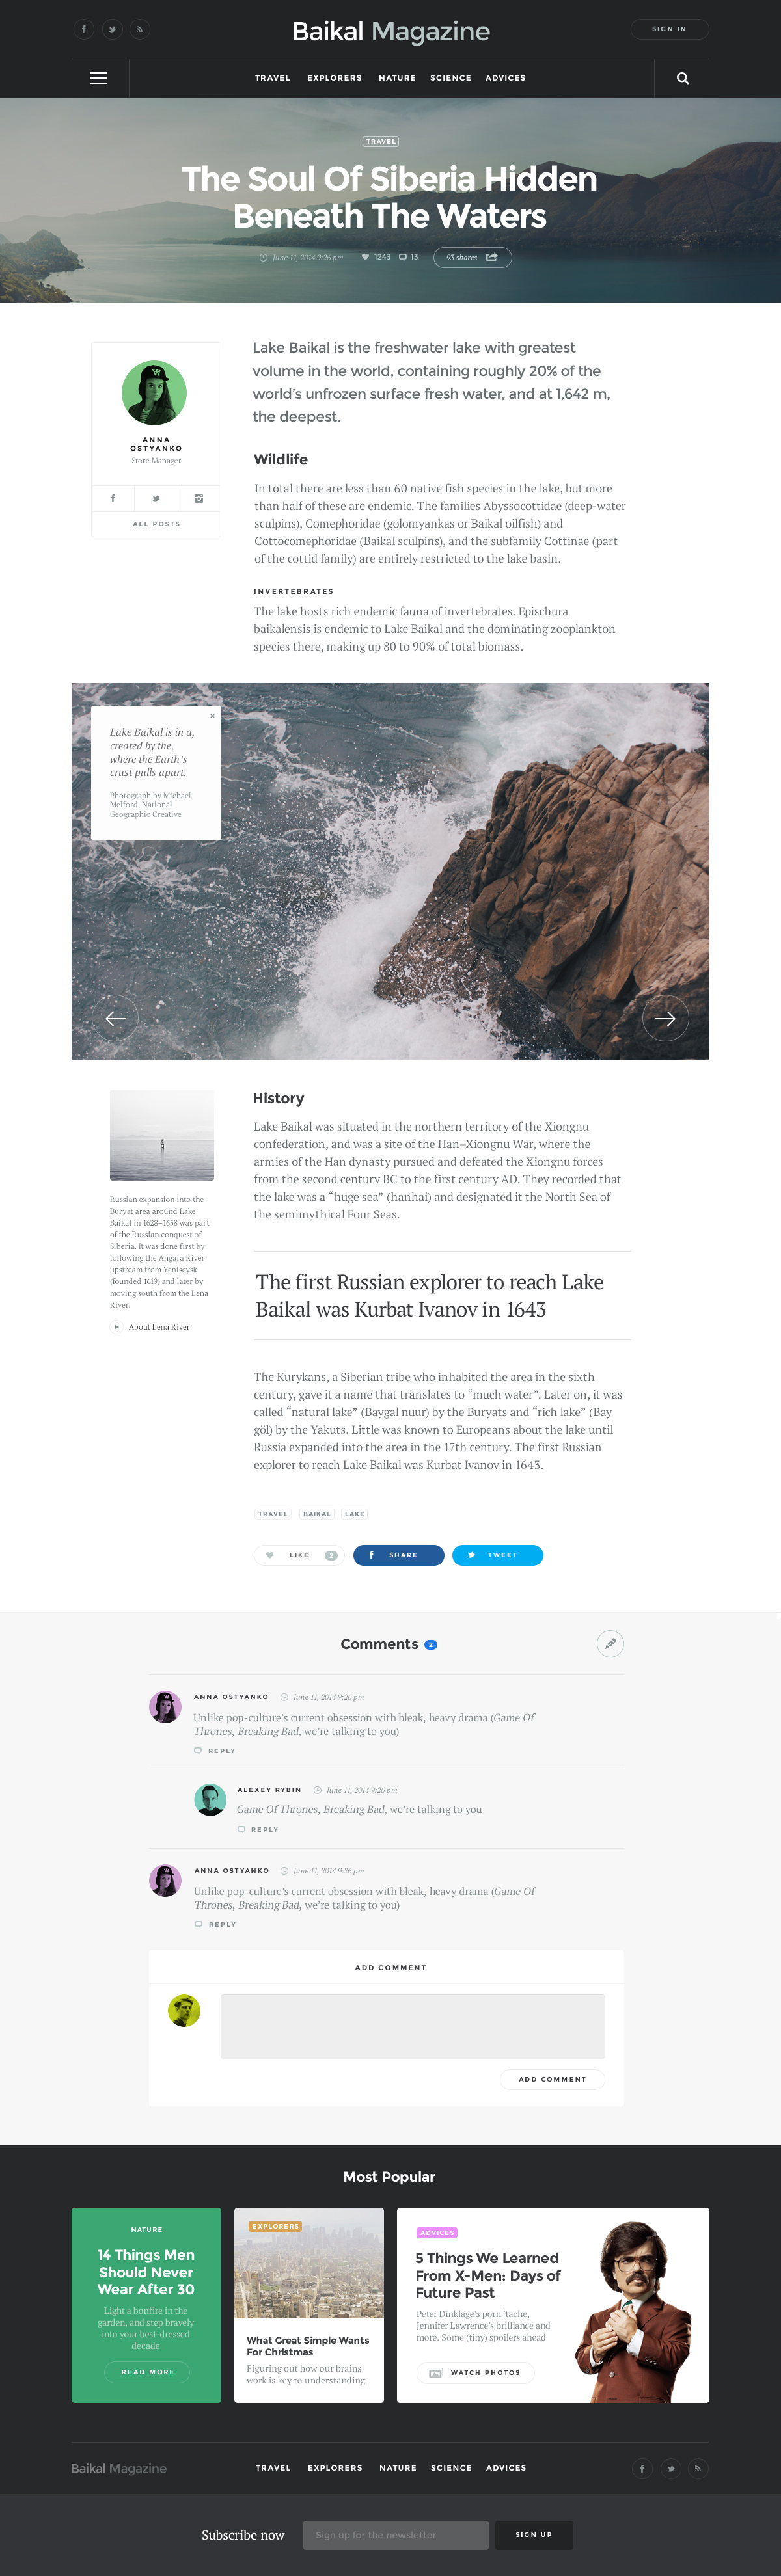 Baikal Magazine
SIGN IN
TRAVEL EXPLORERS NATURE SCIENCE ADVICES
TRAVEL
The Soul Of Siberia Hidden
Beneath The Waters
June 11, 2014 9:26 pm 1243 13 93 shares
ANNA
OSTYANKO
Store Manager
ALL POSTS
Lake Baikal is the freshwater lake with greatest
volume in the world, containing roughly 20% of the
world’s unfrozen surface fresh water, and at 1,642 m,
the deepest.
Wildlife
In total there are less than 60 native fish species in the lake, but more
than half of these are endemic. The families Abyssocottidae (deep-water
sculpins), Comephoridae (golomyankas or Baikal oilfish) and
Cottocomephoridae (Baikal sculpins), and the subfamily Cottinae (part
of the cottid family) are entirely restricted to the lake basin.
INVERTEBRATES
The lake hosts rich endemic fauna of invertebrates. Epischura
baikalensis is endemic to Lake Baikal and the dominating zooplankton
species there, making up 80 to 90% of total biomass.
Lake Baikal is in a,
created by the,
where the Earth’s
crust pulls apart.
Photograph by Michael
Melford, National
Geographic Creative
Russian expansion into the
Buryat area around Lake
Baikal in 1628–1658 was part
of the Russian conquest of
Siberia. It was done first by
following the Angara River
upstream from Yeniseysk
(founded 1619) and later by
moving south from the Lena
River.
About Lena River
History
Lake Baikal was situated in the northern territory of the Xiongnu
confederation, and was a site of the Han–Xiongnu War, where the
armies of the Han dynasty pursued and defeated the Xiongnu forces
from the second century BC to the first century AD. They recorded that
the lake was a “huge sea” (hanhai) and designated it the North Sea of
the semimythical Four Seas.
The first Russian explorer to reach Lake
Baikal was Kurbat Ivanov in 1643
The Kurykans, a Siberian tribe who inhabited the area in the sixth
century, gave it a name that translates to “much water”. Later on, it was
called “natural lake” (Baygal nuur) by the Buryats and “rich lake” (Bay
göl) by the Yakuts. Little was known to Europeans about the lake until
Russia expanded into the area in the 17th century. The first Russian
explorer to reach Lake Baikal was Kurbat Ivanov in 1643.
TRAVEL BAIKAL LAKE
LIKE 2 SHARE TWEET
Comments 2
ANNA OSTYANKO June 11, 2014 9:26 pm
Unlike pop-culture’s current obsession with bleak, heavy drama (Game Of
Thrones, Breaking Bad, we’re talking to you)
REPLY
ALEXEY RYBIN June 11, 2014 9:26 pm
Game Of Thrones, Breaking Bad, we’re talking to you
REPLY
ANNA OSTYANKO June 11, 2014 9:26 pm
Unlike pop-culture’s current obsession with bleak, heavy drama (Game Of
Thrones, Breaking Bad, we’re talking to you)
REPLY
ADD COMMENT
ADD COMMENT
Most Popular
NATURE
14 Things Men
Should Never
Wear After 30
Light a bonfire in the
garden, and step bravely
into your best-dressed
decade
READ MORE
EXPLORERS
What Great Simple Wants
For Christmas
Figuring out how our brains
work is key to understanding
ADVICES
5 Things We Learned
From X-Men: Days of
Future Past
Peter Dinklage’s porn ’tache,
Jennifer Lawrence’s brilliance and
more. Some (tiny) spoilers ahead
WATCH PHOTOS
Baikal Magazine
TRAVEL EXPLORERS NATURE SCIENCE ADVICES
Subscribe now
Sign up for the newsletter
SIGN UP